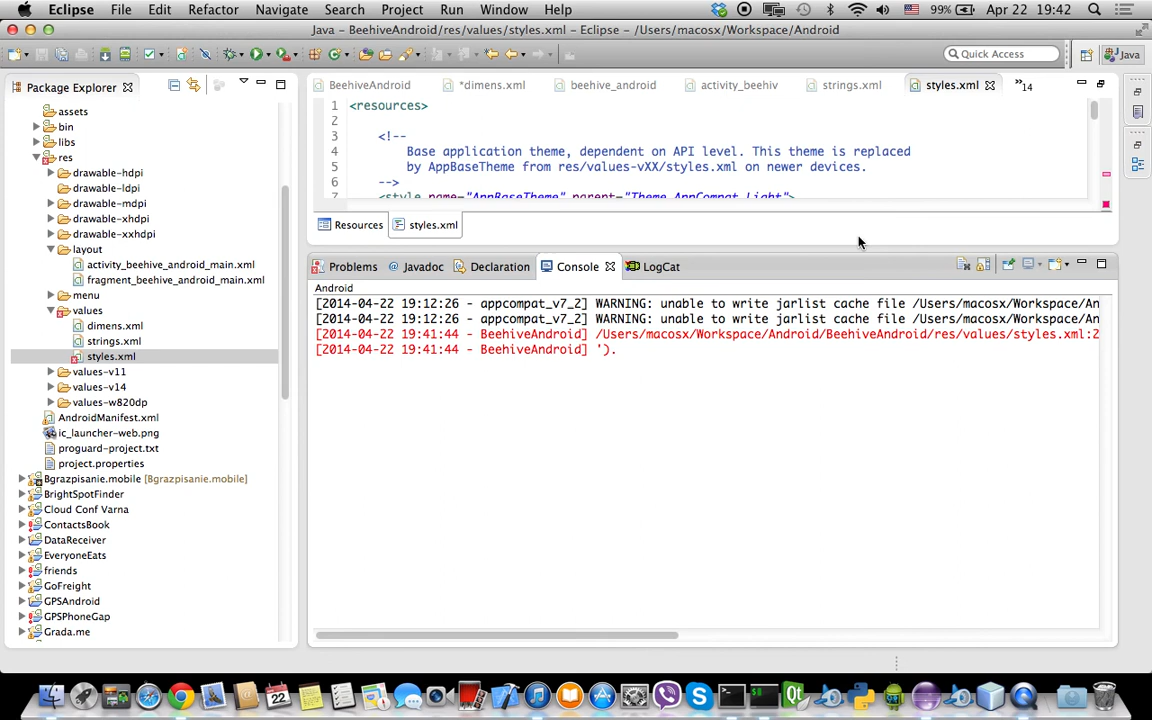 Eclipse File Edit Refactor Navigate Search Project Run Window Help 99% Apr 22 19:42
Java – BeehiveAndroid/res/values/styles.xml – Eclipse – /Users/macosx/Workspace/Android
Quick Access Java
Package Explorer
assets
bin
libs
res
drawable-hdpi
drawable-ldpi
drawable-mdpi
drawable-xhdpi
drawable-xxhdpi
layout
activity_beehive_android_main.xml
fragment_beehive_android_main.xml
menu
values
dimens.xml
strings.xml
styles.xml
values-v11
values-v14
values-w820dp
AndroidManifest.xml
ic_launcher-web.png
proguard-project.txt
project.properties
Bgrazpisanie.mobile [Bgrazpisanie.mobile]
BrightSpotFinder
Cloud Conf Varna
ContactsBook
DataReceiver
EveryoneEats
friends
GoFreight
GPSAndroid
GPSPhoneGap
Grada.me
BeehiveAndroid *dimens.xml beehive_android activity_beehiv strings.xml styles.xml »14
1 <resources>
2
3 <!--
4 Base application theme, dependent on API level. This theme is replaced
5 by AppBaseTheme from res/values-vXX/styles.xml on newer devices.
6 -->
7 <style name="AppBaseTheme" parent="Theme.AppCompat.Light">
Resources styles.xml
Problems @ Javadoc Declaration Console LogCat
Android
[2014-04-22 19:12:26 - appcompat_v7_2] WARNING: unable to write jarlist cache file /Users/macosx/Workspace/An
[2014-04-22 19:12:26 - appcompat_v7_2] WARNING: unable to write jarlist cache file /Users/macosx/Workspace/An
[2014-04-22 19:41:44 - BeehiveAndroid] /Users/macosx/Workspace/Android/BeehiveAndroid/res/values/styles.xml:2
[2014-04-22 19:41:44 - BeehiveAndroid] ').